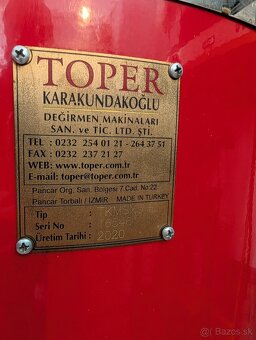 TOPER
KARAKUNDAKOĞLU
DEĞİRMEN MAKİNALARI
SAN. ve TİC. LTD. ŞTİ.
TEL : 0232 254 01 21 - 264 37 51
FAX : 0232 237 21 27
WEB: www.toper.com.tr
E-mail: toper@toper.com.tr
Pancar Org. San. Bölgesi 7.Cad. No:22
Pancar Torbalı / İZMİR MADE IN TURKEY
Tip :
Seri No :
Üretim Tarihi : 2020
© Bazos.sk